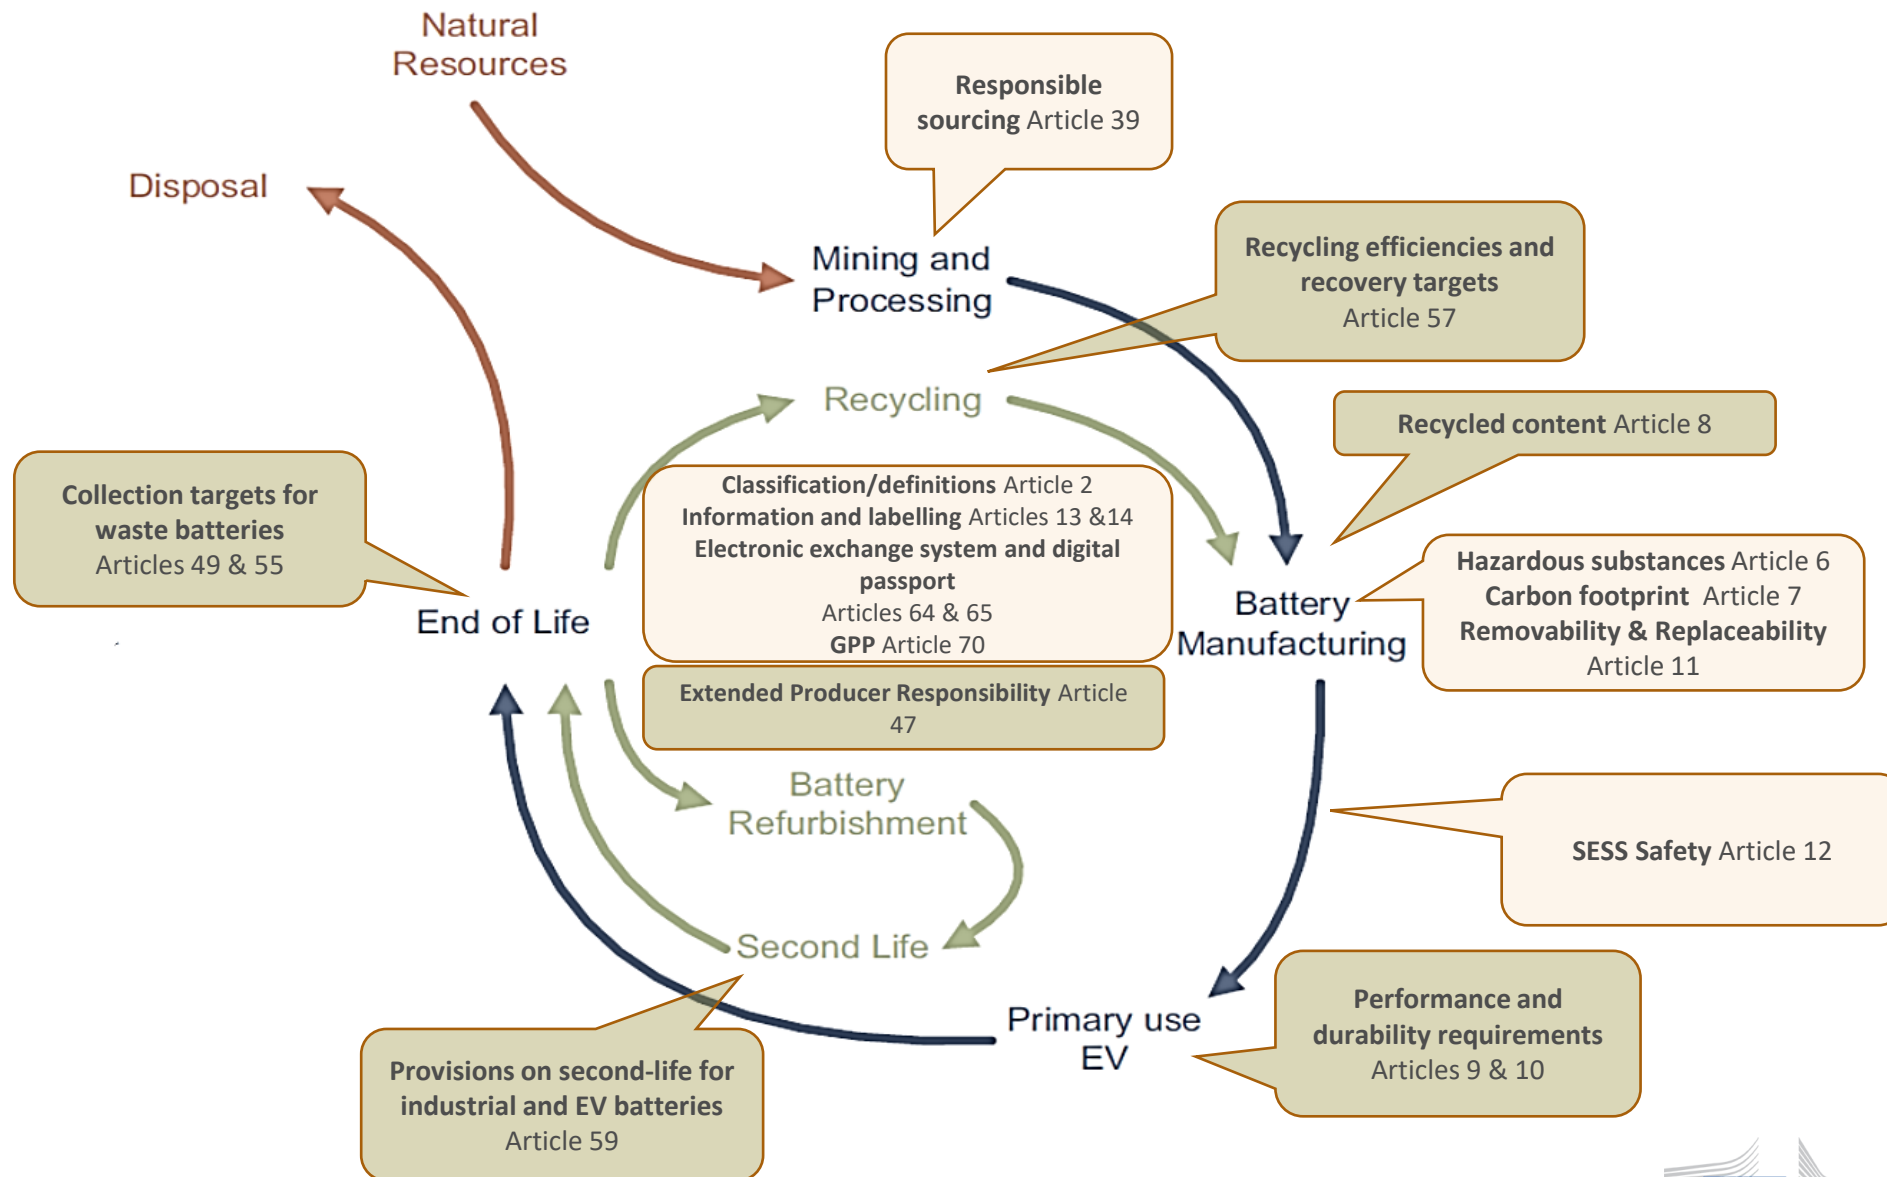 Natural
Resources
Responsible
sourcing Article 39
Disposal
Mining and
Processing
Recycling efficiencies and
recovery targets
Article 57
Recycling
Recycled content Article 8
Collection targets for
waste batteries
Articles 49 & 55
Classification/definitions Article 2
Information and labelling Articles 13 &14
Electronic exchange system and digital
passport
Articles 64 & 65
GPP Article 70
End of Life
Battery
Manufacturing
Hazardous substances Article 6
Carbon footprint Article 7
Removability & Replaceability
Article 11
Extended Producer Responsibility Article
47
Battery
Refurbishment
SESS Safety Article 12
Second Life
Primary use
EV
Performance and
durability requirements
Articles 9 & 10
Provisions on second-life for
industrial and EV batteries
Article 59